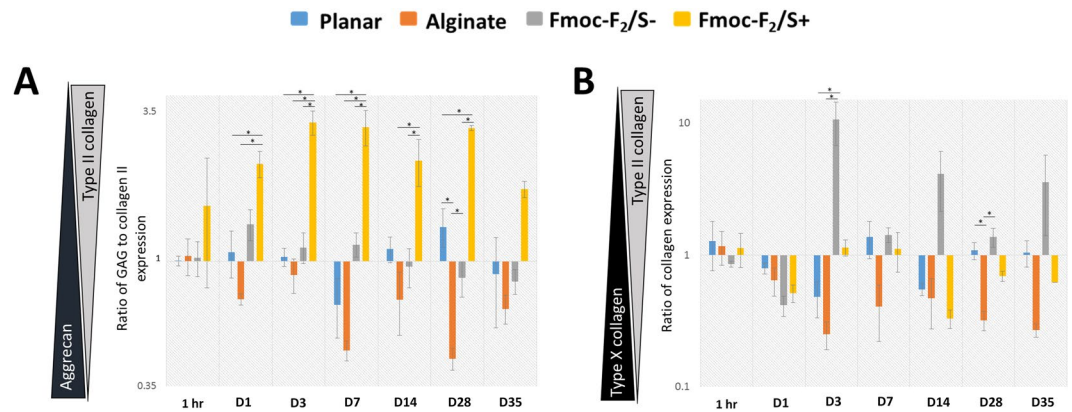 Planar Alginate Fmoc-F₂/S- Fmoc-F₂/S+
A
Type II collagen
Aggrecan
Ratio of GAG to collagen II
expression
3.5
1
0.35
* * * * * * * * * * * * * * *
1 hr D1 D3 D7 D14 D28 D35
B
Type II collagen
Type X collagen
Ratio of collagen expression
10
1
0.1
* * * *
1 hr D1 D3 D7 D14 D28 D35